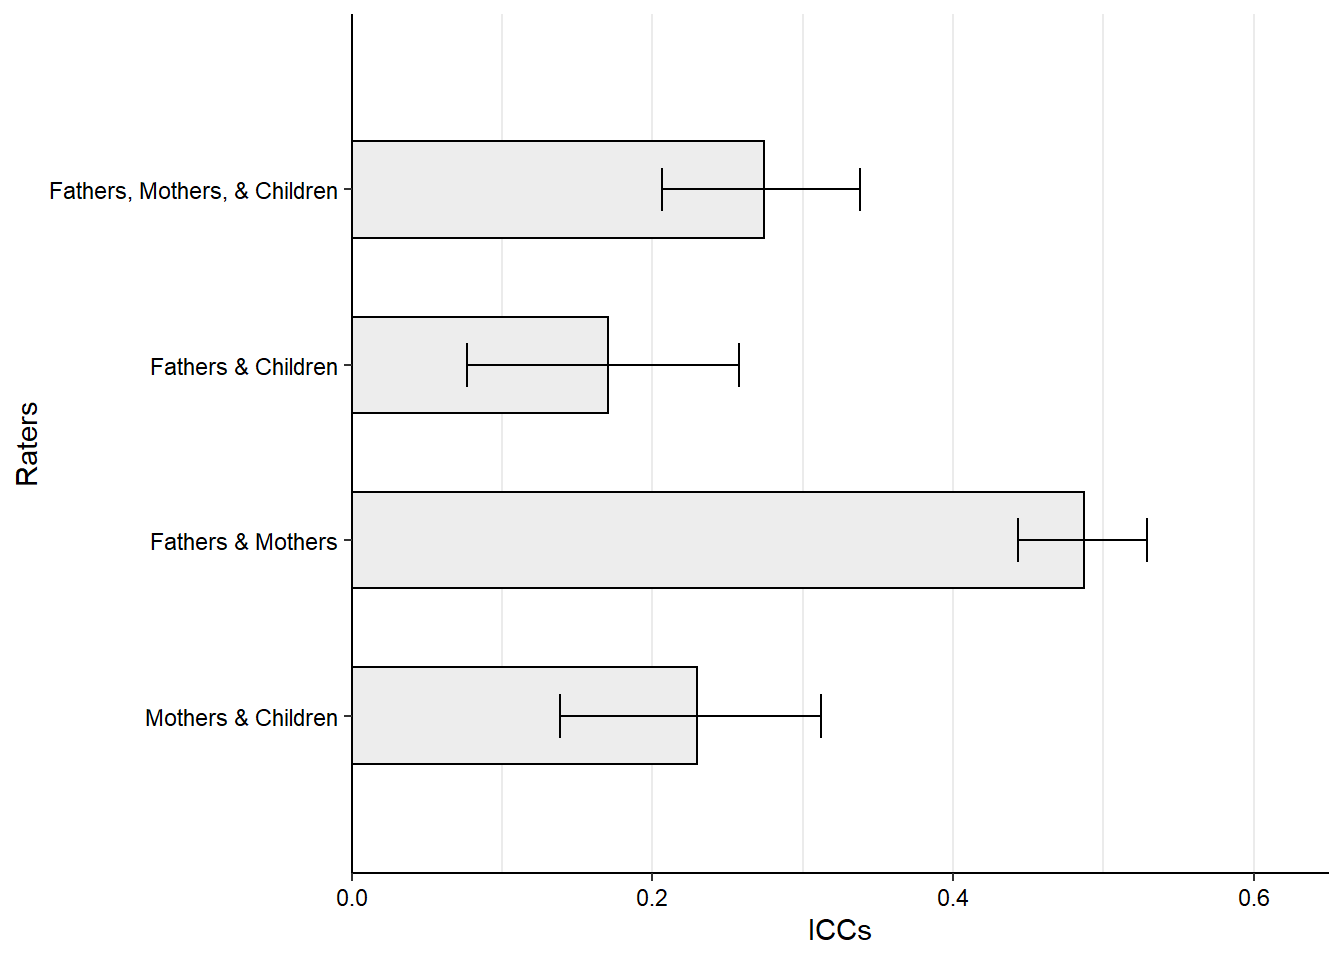 Fathers, Mothers, & Children
Fathers & Children
Raters
Fathers & Mothers
Mothers & Children
0.0 0.2 0.4 0.6
ICCs